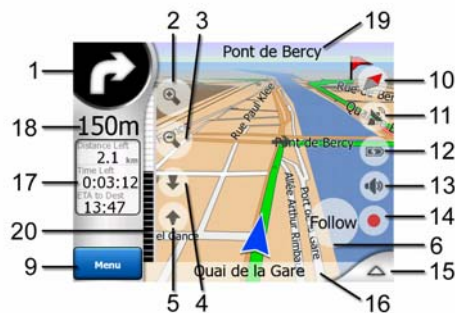 2
3
19
Pont de Bercy
1
10
Rue de Bercy
Rue Paul Klee
11
18
150m
Distance Left
2.1 km
Pont de Bercy
12
17
Time Left
0:03:12
ETA to Dest
13:47
13
14
Allée Arthur Rimbaud
Port de la Gare
Follow
20
6
el Gance
9
Menu
Quai de la Gare
15
5
4
16